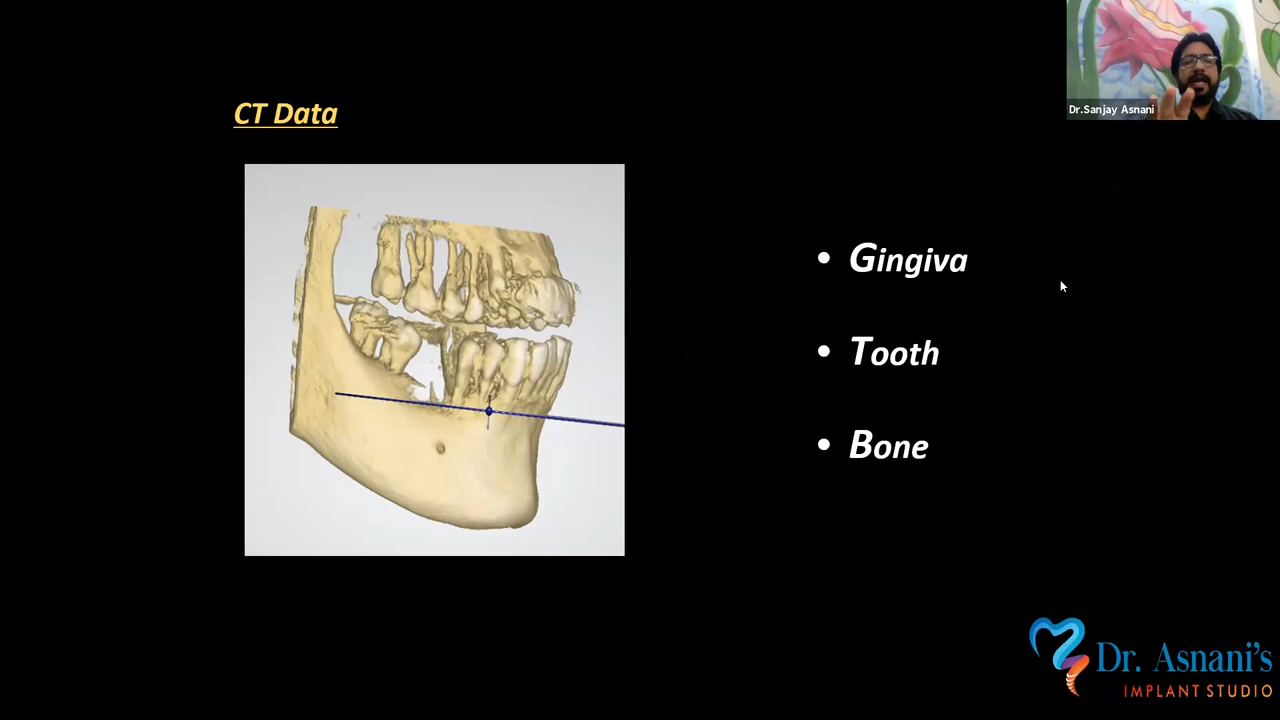 CT Data
Dr.Sanjay Asnani
• Gingiva
• Tooth
• Bone
Dr. Asnani's
IMPLANT STUDIO